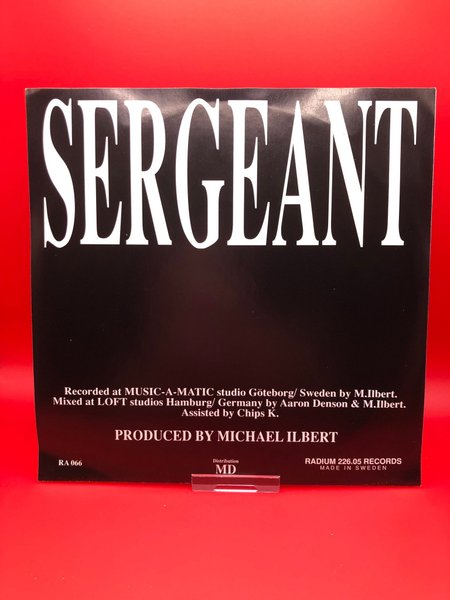 SERGEANT
Recorded at MUSIC-A-MATIC studio Göteborg/ Sweden by M.Ilbert.
Mixed at LOFT studios Hamburg/ Germany by Aaron Denson & M.Ilbert.
Assisted by Chips K.
PRODUCED BY MICHAEL ILBERT
RA 066
Distribution
MD
RADIUM 226.05 RECORDS
MADE IN SWEDEN